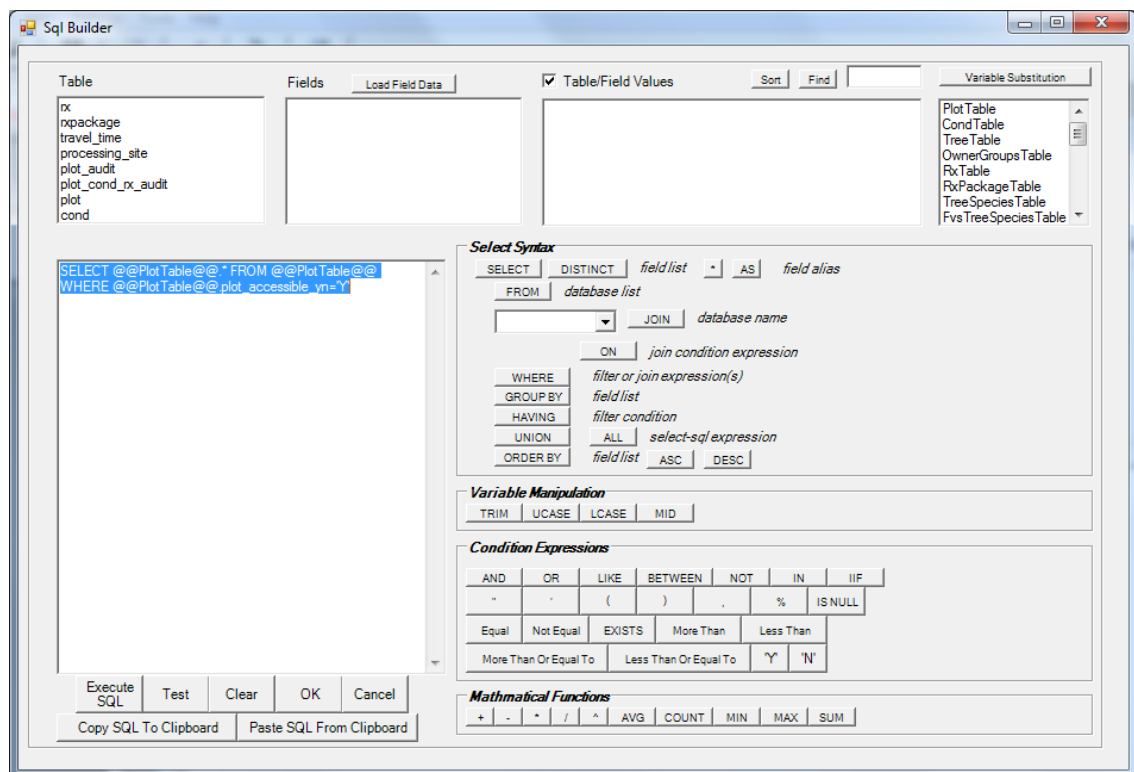 Sql Builder
Table
Fields
Load Field Data
Table/Field Values
Sort
Find
Variable Substitution
rx
rxpackage
travel_time
processing_site
plot_audit
plot_cond_rx_audit
plot
cond
PlotTable
CondTable
TreeTable
OwnerGroupsTable
RxTable
RxPackageTable
TreeSpeciesTable
FvsTreeSpeciesTable
SELECT @@PlotTable@@.* FROM @@PlotTable@@
WHERE @@PlotTable@@.plot_accessible_yn='Y'
Select Syntax
SELECT DISTINCT field list * AS field alias
FROM database list
JOIN database name
ON join condition expression
WHERE filter or join expression(s)
GROUP BY field list
HAVING filter condition
UNION ALL select-sql expression
ORDER BY field list ASC DESC
Variable Manipulation
TRIM UCASE LCASE MID
Condition Expressions
AND OR LIKE BETWEEN NOT IN IIF
" ' ( ) , % IS NULL
Equal Not Equal EXISTS More Than Less Than
More Than Or Equal To Less Than Or Equal To 'Y' 'N'
Mathmatical Functions
+ - * / ^ AVG COUNT MIN MAX SUM
Execute SQL Test Clear OK Cancel
Copy SQL To Clipboard Paste SQL From Clipboard